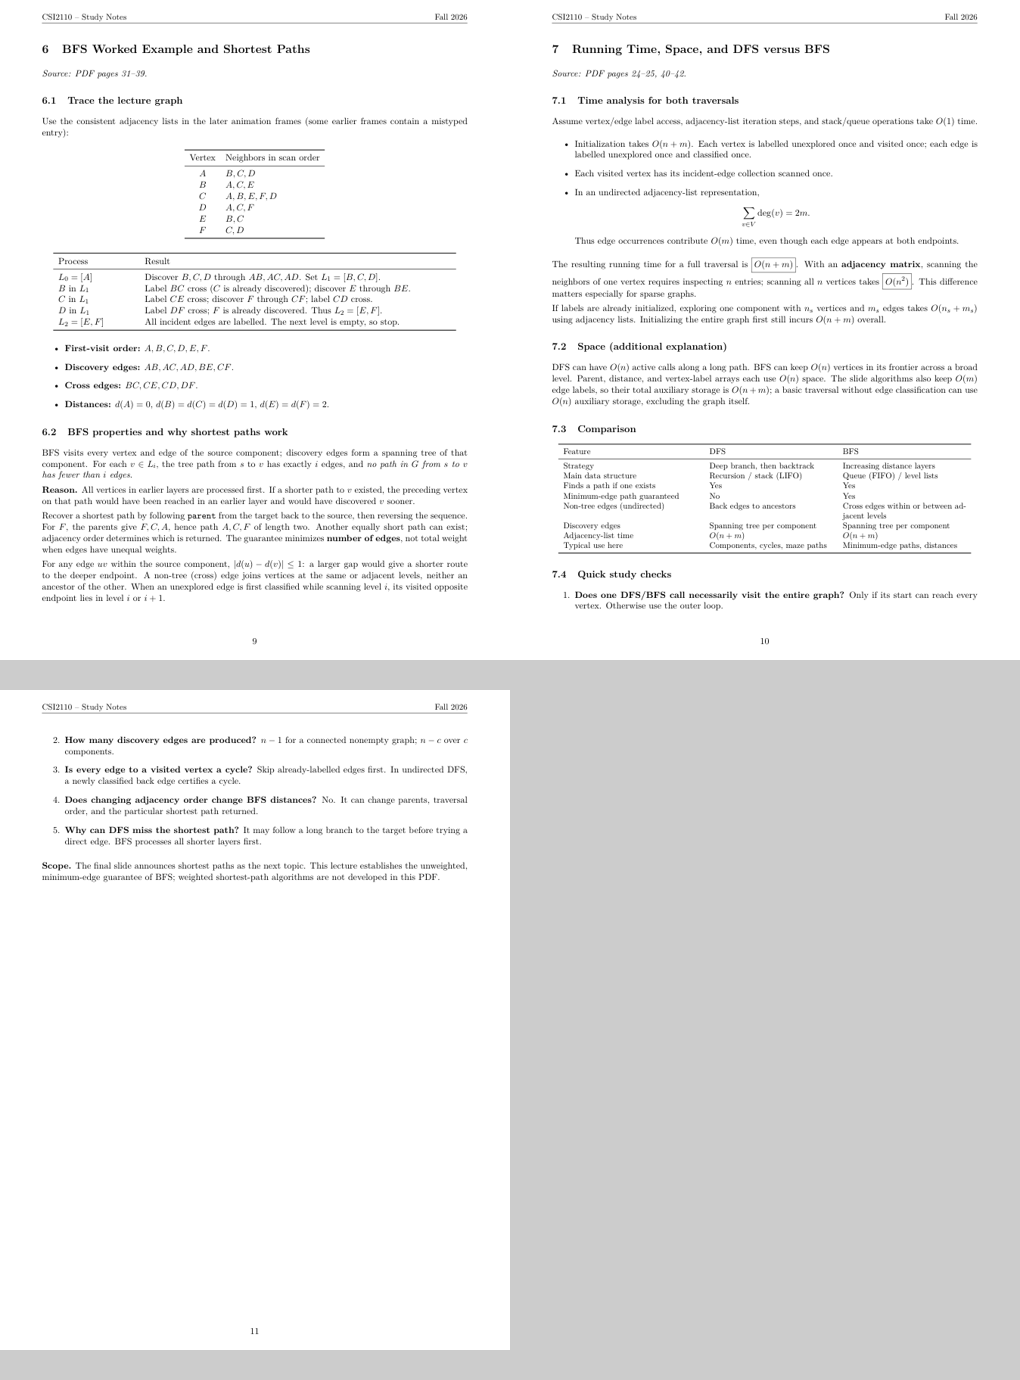 CSI2110 – Study Notes Fall 2026
6 BFS Worked Example and Shortest Paths
Source: PDF pages 31–39.
6.1 Trace the lecture graph
Use the consistent adjacency lists in the later animation frames (some earlier frames contain a mistyped
entry):
Vertex Neighbors in scan order
A B, C, D
B A, C, E
C A, B, E, F, D
D A, C, F
E B, C
F C, D
Process Result
L₀ = [A] Discover B, C, D through AB, AC, AD. Set L₁ = [B, C, D].
B in L₁ Label BC cross (C is already discovered); discover E through BE.
C in L₁ Label CE cross; discover F through CF; label CD cross.
D in L₁ Label DF cross; F is already discovered. Thus L₂ = [E, F].
L₂ = [E, F] All incident edges are labelled. The next level is empty, so stop.
• First-visit order: A, B, C, D, E, F.
• Discovery edges: AB, AC, AD, BE, CF.
• Cross edges: BC, CE, CD, DF.
• Distances: d(A) = 0, d(B) = d(C) = d(D) = 1, d(E) = d(F) = 2.
6.2 BFS properties and why shortest paths work
BFS visits every vertex and edge of the source component; discovery edges form a spanning tree of that
component. For each v ∈ Lᵢ, the tree path from s to v has exactly i edges, and no path in G from s to v
has fewer than i edges.
Reason. All vertices in earlier layers are processed first. If a shorter path to v existed, the preceding vertex
on that path would have been reached in an earlier layer and would have discovered v sooner.
Recover a shortest path by following parent from the target back to the source, then reversing the sequence.
For F, the parents give F, C, A, hence path A, C, F of length two. Another equally short path can exist;
adjacency order determines which is returned. The guarantee minimizes number of edges, not total weight
when edges have unequal weights.
For any edge uv within the source component, |d(u) − d(v)| ≤ 1: a larger gap would give a shorter route
to the deeper endpoint. A non-tree (cross) edge joins vertices at the same or adjacent levels, neither an
ancestor of the other. When an unexplored edge is first classified while scanning level i, its visited opposite
endpoint lies in level i or i + 1.
9
CSI2110 – Study Notes Fall 2026
7 Running Time, Space, and DFS versus BFS
Source: PDF pages 24–25, 40–42.
7.1 Time analysis for both traversals
Assume vertex/edge label access, adjacency-list iteration steps, and stack/queue operations take O(1) time.
• Initialization takes O(n + m). Each vertex is labelled unexplored once and visited once; each edge is
labelled unexplored once and classified once.
• Each visited vertex has its incident-edge collection scanned once.
• In an undirected adjacency-list representation,
∑ deg(v) = 2m.
v∈V
Thus edge occurrences contribute O(m) time, even though each edge appears at both endpoints.
The resulting running time for a full traversal is O(n + m). With an adjacency matrix, scanning the
neighbors of one vertex requires inspecting n entries; scanning all n vertices takes O(n²). This difference
matters especially for sparse graphs.
If labels are already initialized, exploring one component with nₛ vertices and mₛ edges takes O(nₛ + mₛ)
using adjacency lists. Initializing the entire graph first still incurs O(n + m) overall.
7.2 Space (additional explanation)
DFS can have O(n) active calls along a long path. BFS can keep O(n) vertices in its frontier across a broad
level. Parent, distance, and vertex-label arrays each use O(n) space. The slide algorithms also keep O(m)
edge labels, so their total auxiliary storage is O(n + m); a basic traversal without edge classification can use
O(n) auxiliary storage, excluding the graph itself.
7.3 Comparison
Feature DFS BFS
Strategy Deep branch, then backtrack Increasing distance layers
Main data structure Recursion / stack (LIFO) Queue (FIFO) / level lists
Finds a path if one exists Yes Yes
Minimum-edge path guaranteed No Yes
Non-tree edges (undirected) Back edges to ancestors Cross edges within or between ad-
jacent levels
Discovery edges Spanning tree per component Spanning tree per component
Adjacency-list time O(n + m) O(n + m)
Typical use here Components, cycles, maze paths Minimum-edge paths, distances
7.4 Quick study checks
1. Does one DFS/BFS call necessarily visit the entire graph? Only if its start can reach every
vertex. Otherwise use the outer loop.
10
CSI2110 – Study Notes Fall 2026
2. How many discovery edges are produced? n − 1 for a connected nonempty graph; n − c over c
components.
3. Is every edge to a visited vertex a cycle? Skip already-labelled edges first. In undirected DFS,
a newly classified back edge certifies a cycle.
4. Does changing adjacency order change BFS distances? No. It can change parents, traversal
order, and the particular shortest path returned.
5. Why can DFS miss the shortest path? It may follow a long branch to the target before trying a
direct edge. BFS processes all shorter layers first.
Scope. The final slide announces shortest paths as the next topic. This lecture establishes the unweighted,
minimum-edge guarantee of BFS; weighted shortest-path algorithms are not developed in this PDF.
11